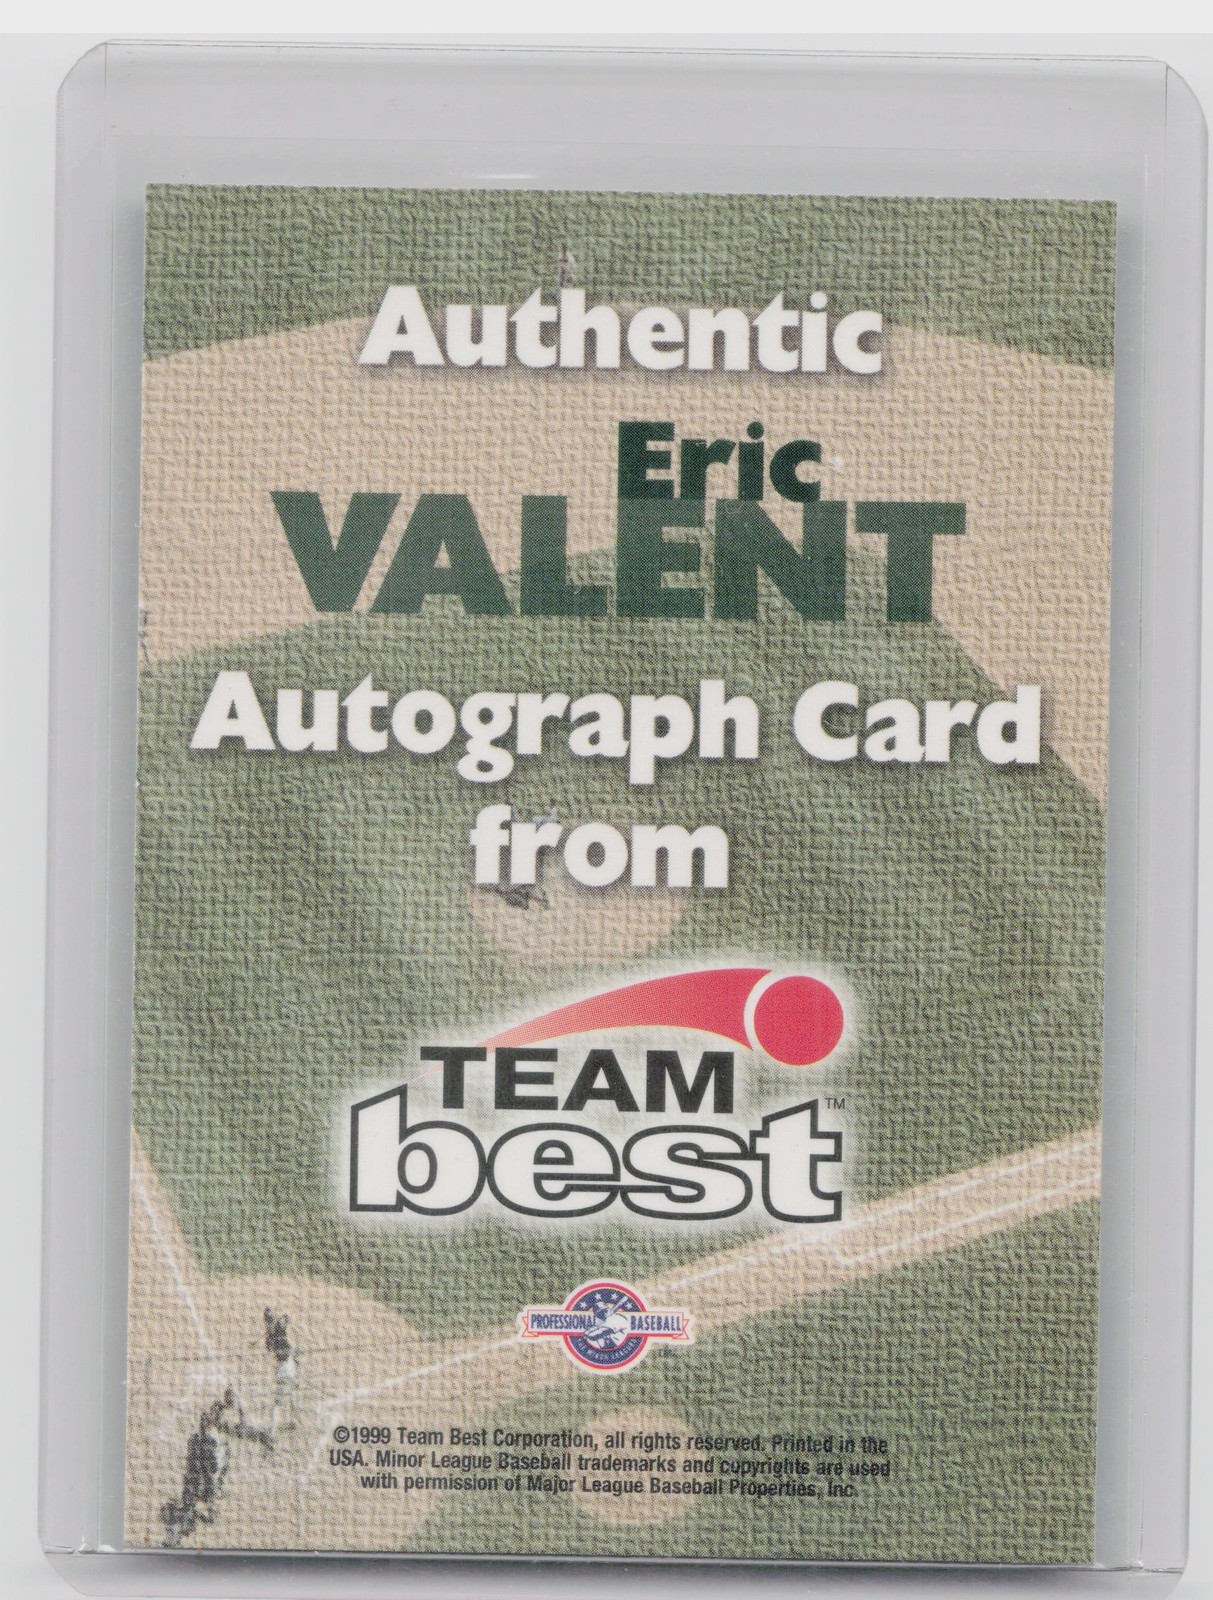 Authentic
Eric
VALENT
Autograph Card
from
TEAM
best™
PROFESSIONAL BASEBALL
©1999 Team Best Corporation, all rights reserved. Printed in the
USA. Minor League Baseball trademarks and copyrights are used
with permission of Major League Baseball Properties, Inc.